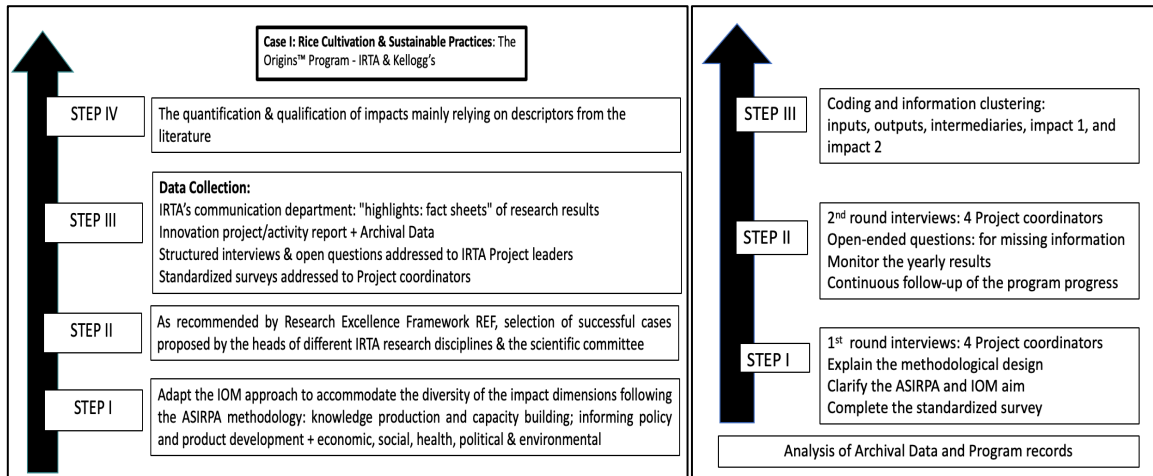 Case I: Rice Cultivation & Sustainable Practices: The
Origins™ Program - IRTA & Kellogg's
STEP IV
The quantification & qualification of impacts mainly relying on descriptors from the
literature
STEP III
Data Collection:
IRTA's communication department: "highlights: fact sheets" of research results
Innovation project/activity report + Archival Data
Structured interviews & open questions addressed to IRTA Project leaders
Standardized surveys addressed to Project coordinators
STEP II
As recommended by Research Excellence Framework REF, selection of successful cases
proposed by the heads of different IRTA research disciplines & the scientific committee
STEP I
Adapt the IOM approach to accommodate the diversity of the impact dimensions following
the ASIRPA methodology: knowledge production and capacity building; informing policy
and product development + economic, social, health, political & environmental
STEP III
Coding and information clustering:
inputs, outputs, intermediaries, impact 1, and
impact 2
STEP II
2nd round interviews: 4 Project coordinators
Open-ended questions: for missing information
Monitor the yearly results
Continuous follow-up of the program progress
STEP I
1st round interviews: 4 Project coordinators
Explain the methodological design
Clarify the ASIRPA and IOM aim
Complete the standardized survey
Analysis of Archival Data and Program records